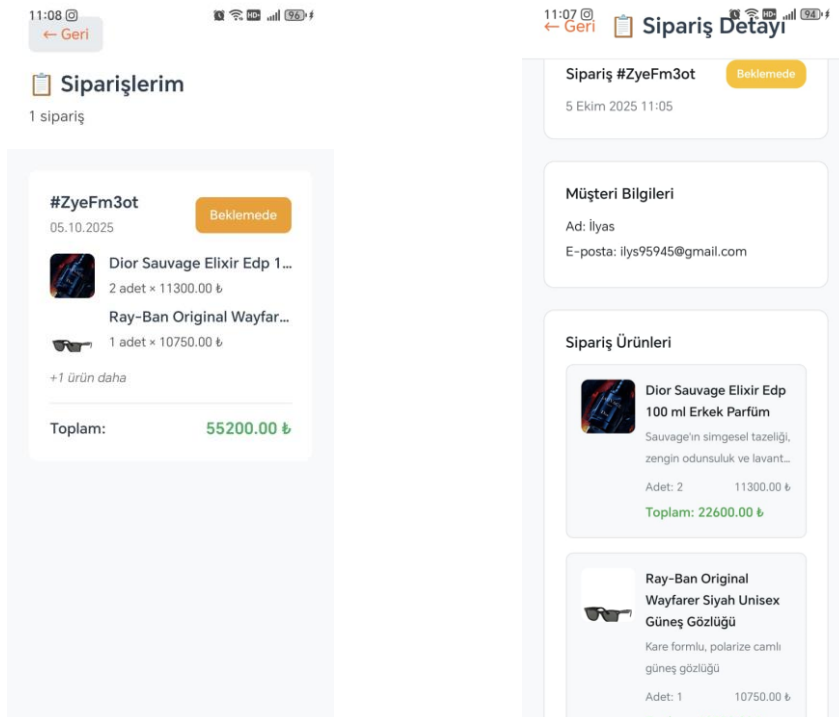 11:08
HD+
96
← Geri
Siparişlerim
1 sipariş
#ZyeFm3ot
Beklemede
05.10.2025
Dior Sauvage Elixir Edp 1...
2 adet × 11300.00 ₺
Ray-Ban Original Wayfar...
1 adet × 10750.00 ₺
+1 ürün daha
Toplam:
55200.00 ₺
11:07
HD+
94
← Geri
Sipariş Detayı
Sipariş #ZyeFm3ot
Beklemede
5 Ekim 2025 11:05
Müşteri Bilgileri
Ad: İlyas
E-posta: ilys95945@gmail.com
Sipariş Ürünleri
Dior Sauvage Elixir Edp
100 ml Erkek Parfüm
Sauvage'ın simgesel tazeliği,
zengin odunsuluk ve lavant...
Adet: 2
11300.00 ₺
Toplam: 22600.00 ₺
Ray-Ban Original
Wayfarer Siyah Unisex
Güneş Gözlüğü
Kare formlu, polarize camlı
güneş gözlüğü
Adet: 1
10750.00 ₺